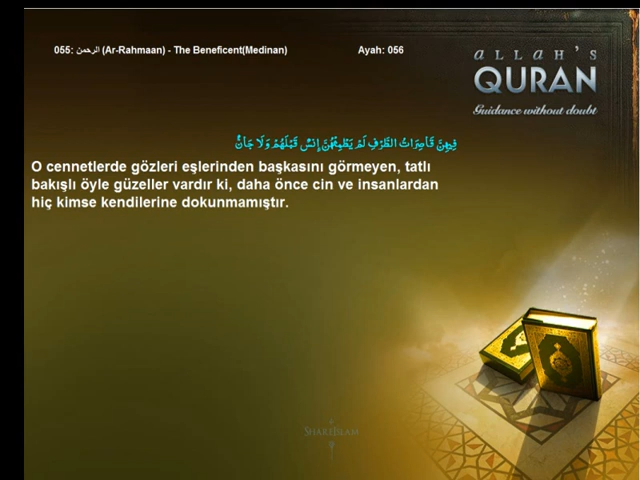 055: الرحمن (Ar-Rahmaan) - The Beneficent(Medinan) Ayah: 056
ALLAH'S
QURAN
Guidance without doubt
فِيهِنَّ قَاصِرَاتُ الطَّرْفِ لَمْ يَطْمِثْهُنَّ إِنسٌ قَبْلَهُمْ وَلَا جَانٌّ
O cennetlerde gözleri eşlerinden başkasını görmeyen, tatlı
bakışlı öyle güzeller vardır ki, daha önce cin ve insanlardan
hiç kimse kendilerine dokunmamıştır.
SHAREISLAM